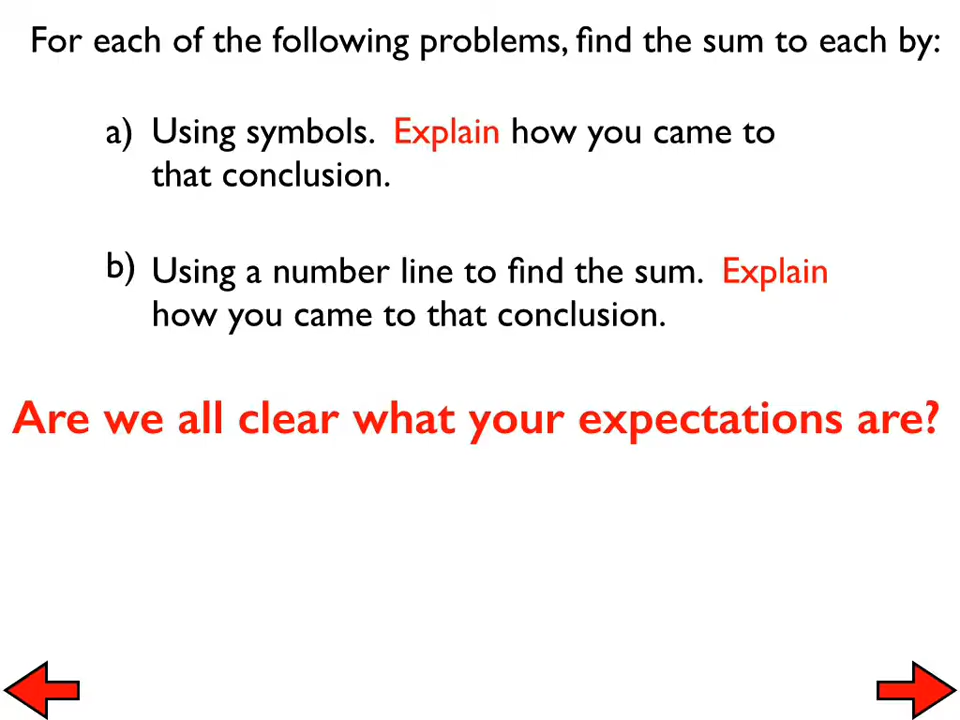 For each of the following problems, find the sum to each by:
a) Using symbols. Explain how you came to
that conclusion.
b) Using a number line to find the sum. Explain
how you came to that conclusion.
Are we all clear what your expectations are?